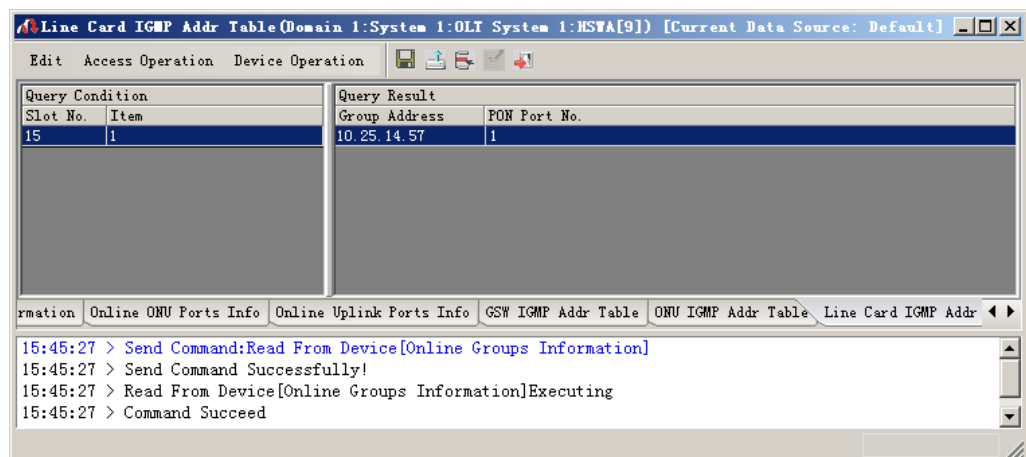 Line Card IGMP Addr Table(Domain 1:System 1:OLT System 1:HSWA[9]) [Current Data Source: Default]
Edit Access Operation Device Operation
Query Condition Query Result
Slot No. Item Group Address PON Port No.
15 1 10.25.14.57 1
rmation Online ONU Ports Info Online Uplink Ports Info GSW IGMP Addr Table ONU IGMP Addr Table Line Card IGMP Addr
15:45:27 > Send Command:Read From Device[Online Groups Information]
15:45:27 > Send Command Successfully!
15:45:27 > Read From Device[Online Groups Information]Executing
15:45:27 > Command Succeed